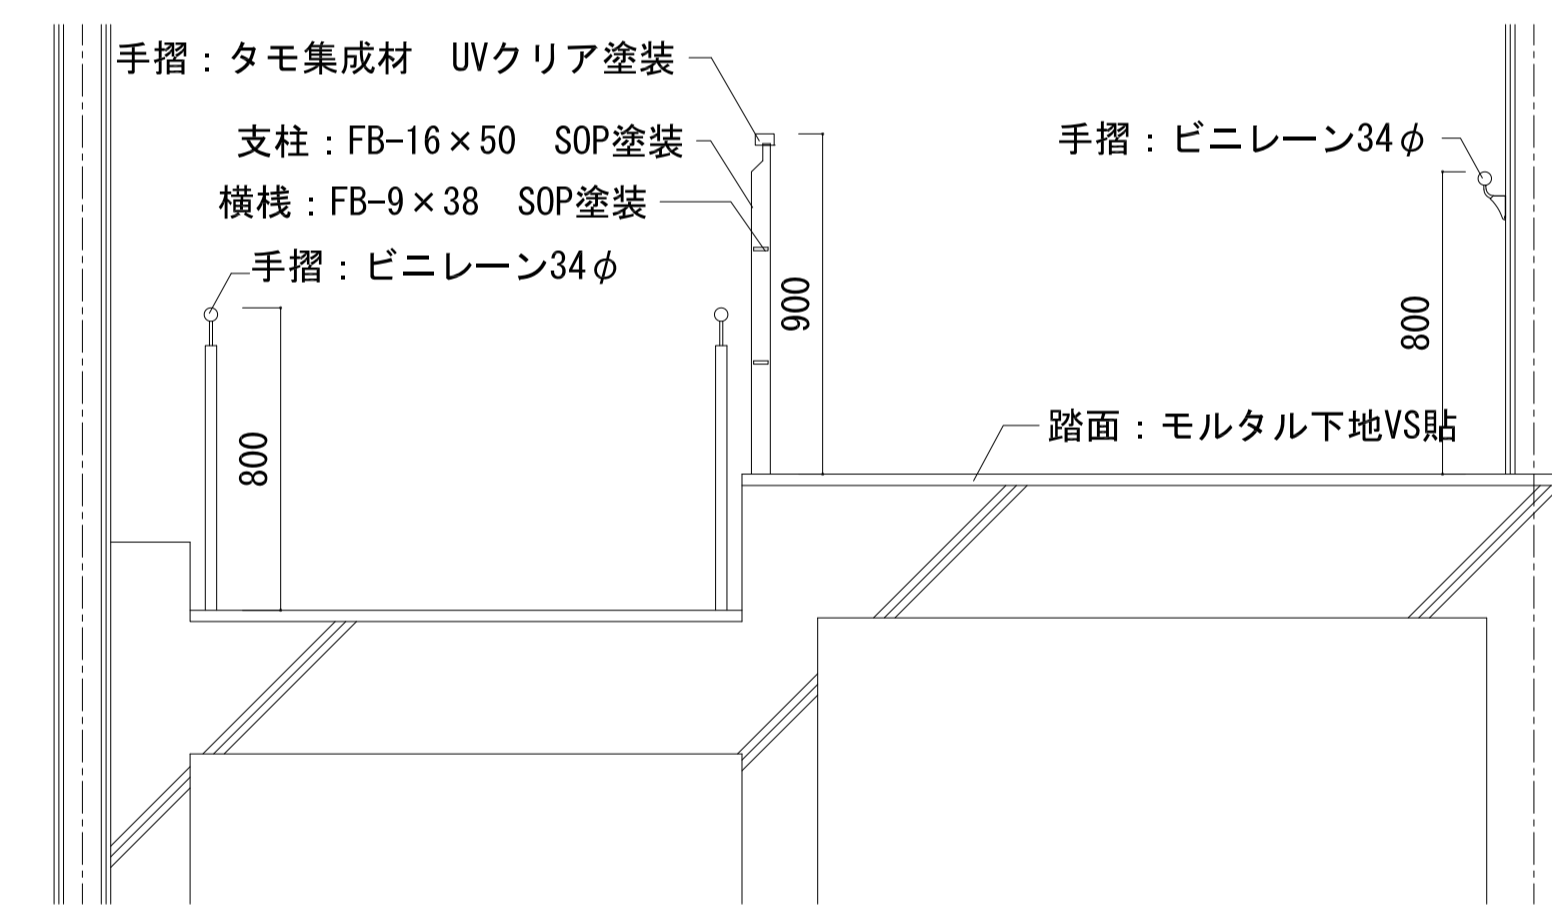 手摺：タモ集成材　UVクリア塗装
支柱：FB-16×50　SOP塗装
横桟：FB-9×38　SOP塗装
手摺：ビニレーン34φ
手摺：ビニレーン34φ
900
800
800
踏面：モルタル下地VS貼